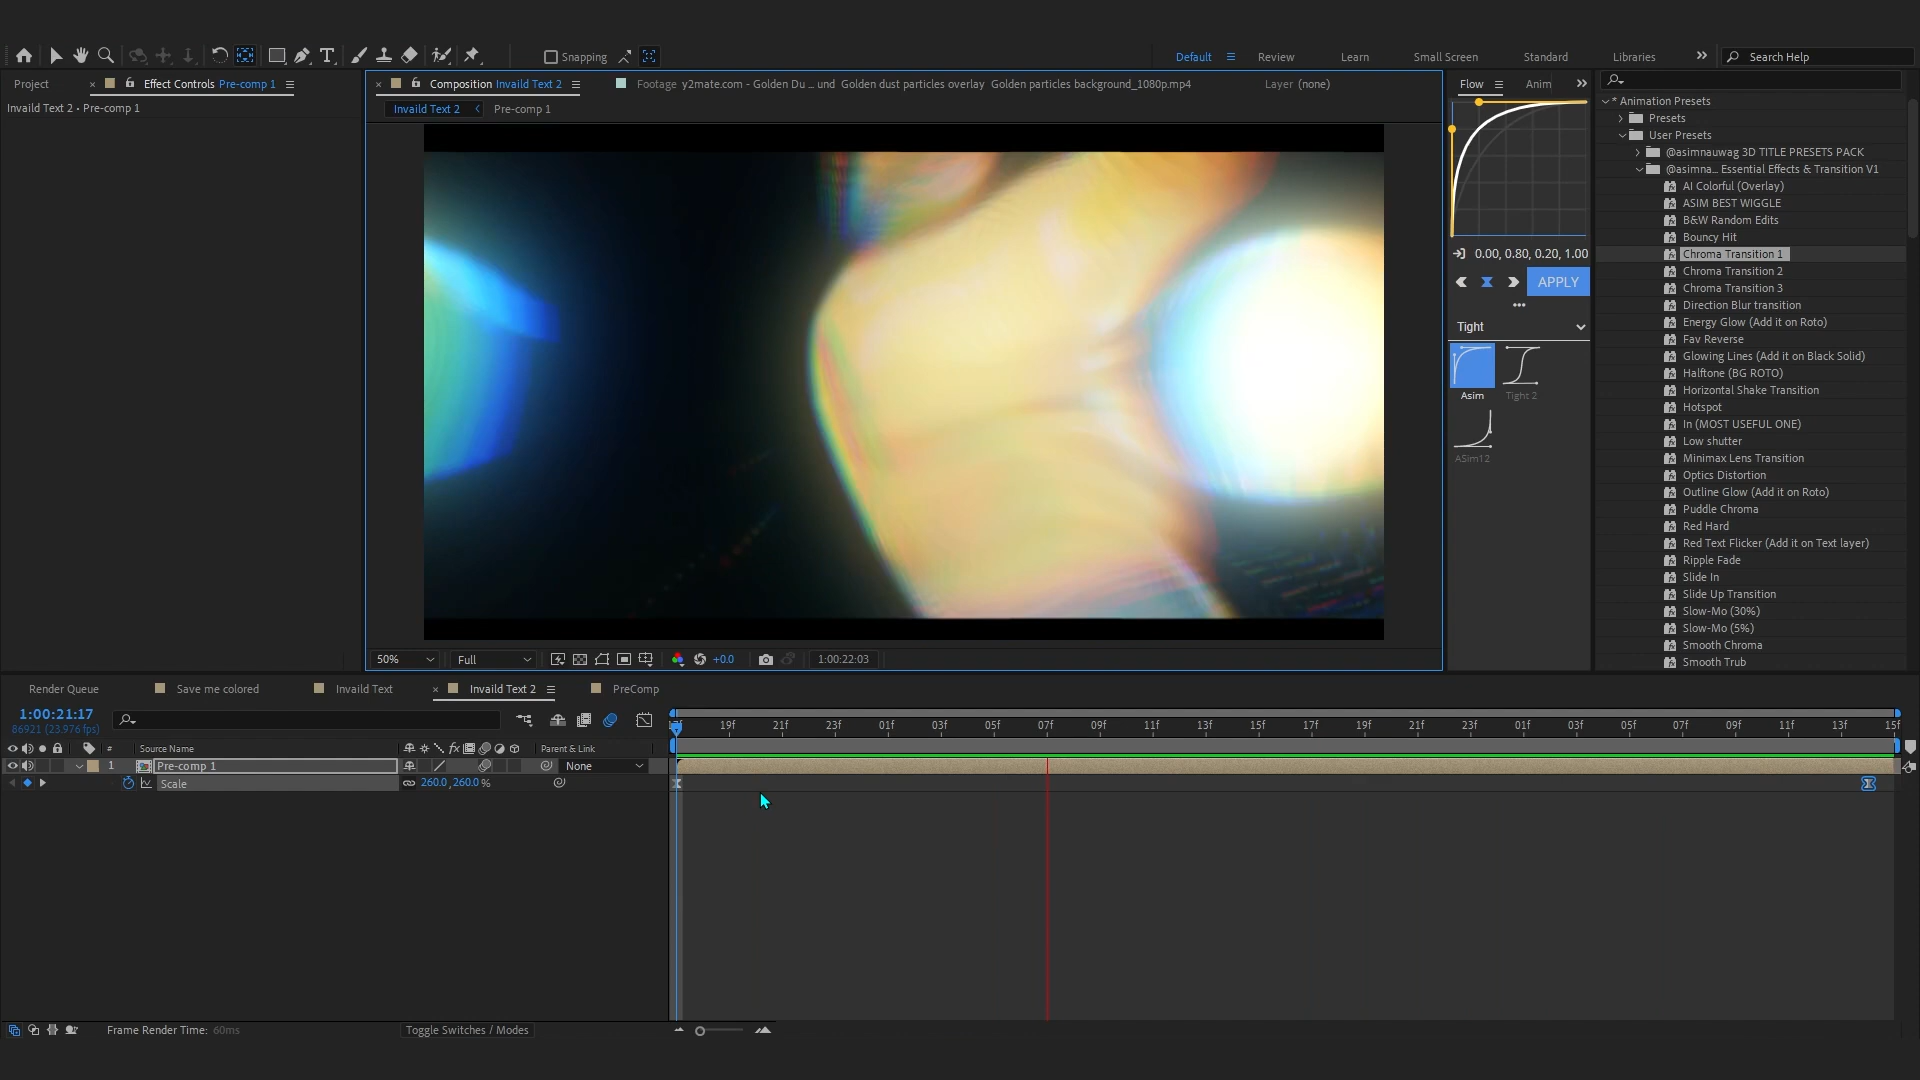 Snapping
Default
Review
Learn
Small Screen
Standard
Libraries
Search Help
Project
Effect Controls Pre-comp 1
Composition Invaild Text 2
Footage y2mate.com - Golden Du ... und Golden dust particles overlay Golden particles background_1080p.mp4
Layer (none)
Flow
Anim
Invaild Text 2 • Pre-comp 1
Invaild Text 2
Pre-comp 1
0.00, 0.80, 0.20, 1.00
APPLY
Tight
Asim
Tight 2
ASim12
* Animation Presets
Presets
User Presets
@asimnauwag 3D TITLE PRESETS PACK
@asimna... Essential Effects & Transition V1
AI Colorful (Overlay)
ASIM BEST WIGGLE
B&W Random Edits
Bouncy Hit
Chroma Transition 1
Chroma Transition 2
Chroma Transition 3
Direction Blur transition
Energy Glow (Add it on Roto)
Fav Reverse
Glowing Lines (Add it on Black Solid)
Halftone (BG ROTO)
Horizontal Shake Transition
Hotspot
In (MOST USEFUL ONE)
Low shutter
Minimax Lens Transition
Optics Distortion
Outline Glow (Add it on Roto)
Puddle Chroma
Red Hard
Red Text Flicker (Add it on Text layer)
Ripple Fade
Slide In
Slide Up Transition
Slow-Mo (30%)
Slow-Mo (5%)
Smooth Chroma
Smooth Trub
50%
Full
+0.0
1:00:22:03
Render Queue
Save me colored
Invaild Text
Invaild Text 2
PreComp
1:00:21:17
86921 (23.976 fps)
19f 21f 23f 01f 03f 05f 07f 09f 11f 13f 15f 17f 19f 21f 23f 01f 03f 05f 07f 09f 11f 13f 15f
# Source Name
Parent & Link
1 Pre-comp 1
None
Scale
260.0, 260.0 %
Frame Render Time: 60ms
Toggle Switches / Modes